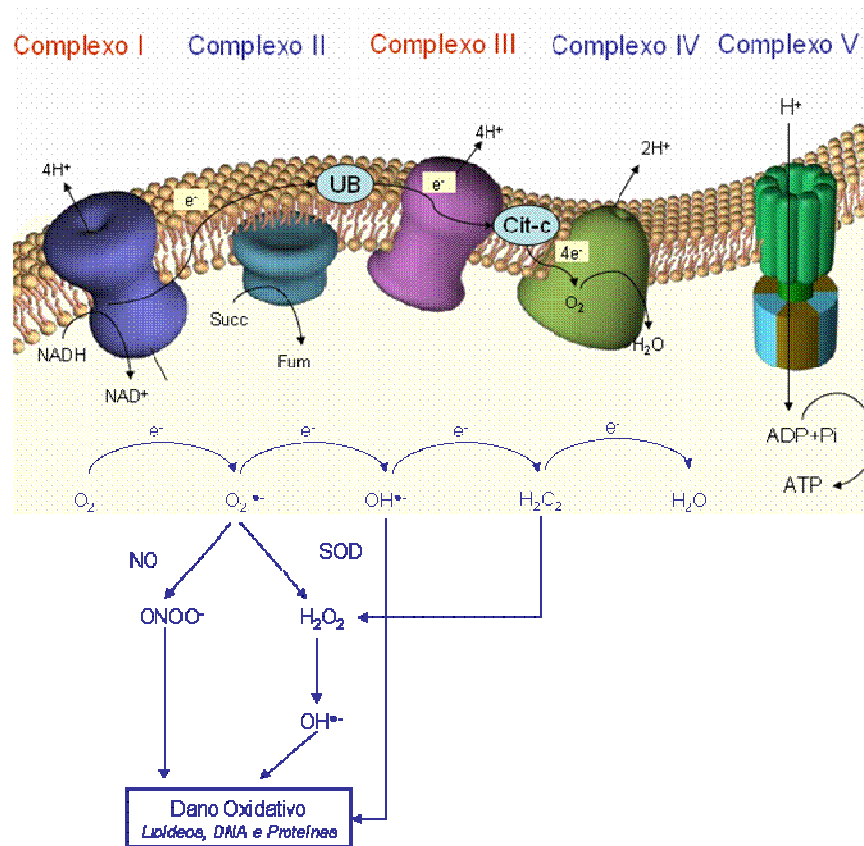 Complexo I Complexo II Complexo III Complexo IV Complexo V
H⁺
4H⁺ 4H⁺ 2H⁺
e⁻ UB e⁻
Cit-c
4e⁻
O₂
Succ
NADH Fum H₂O
NAD⁺
e⁻ e⁻ e⁻ e⁻ ADP+Pi
O₂ O₂•⁻ OH•⁻ H₂C₂ H₂O ATP
NO SOD
ONOO⁻ H₂O₂
OH•⁻
Dano Oxidativo
Lipídeos, DNA e Proteínas